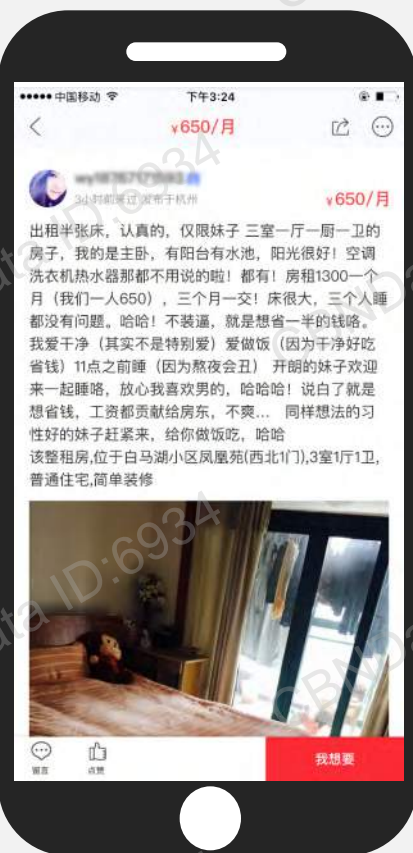 中国移动 下午3:24
¥650/月
3小时前来过 发布于杭州 ¥650/月
出租半张床，认真的，仅限妹子 三室一厅一厨一卫的
房子，我的是主卧，有阳台有水池，阳光很好！空调
洗衣机热水器那都不用说的啦！都有！房租1300一个
月（我们一人650），三个月一交！床很大，三个人睡
都没有问题。哈哈！不装逼，就是想省一半的钱咯。
我爱干净（其实不是特别爱）爱做饭（因为干净好吃
省钱）11点之前睡（因为熬夜会丑） 开朗的妹子欢迎
来一起睡咯，放心我喜欢男的，哈哈哈！说白了就是
想省钱，工资都贡献给房东，不爽... 同样想法的习
性好的妹子赶紧来，给你做饭吃，哈哈
该整租房,位于白马湖小区凤凰苑(西北1门),3室1厅1卫,
普通住宅,简单装修
留言 点赞 我想要
ata ID:6934
CBNData
ata ID:6934
CBNData